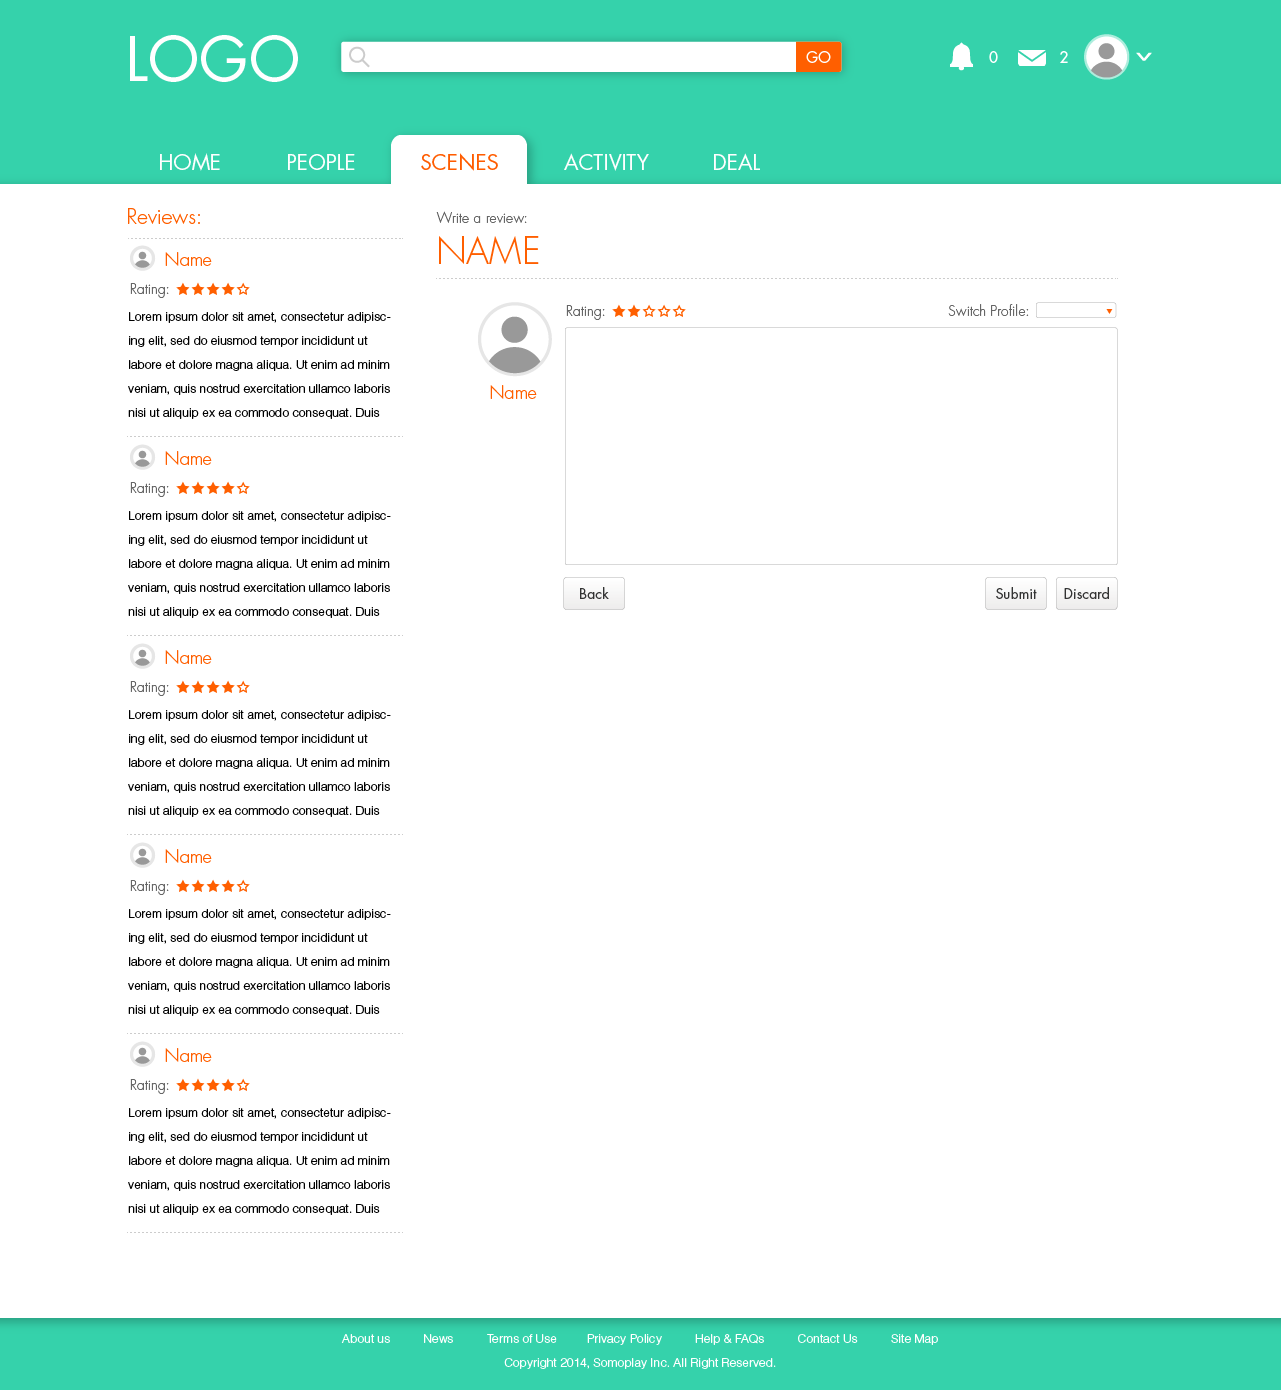 LOGO
GO
0
2
HOME
PEOPLE
SCENES
ACTIVITY
DEAL
Reviews:
Name
Rating:
Lorem ipsum dolor sit amet, consectetur adipisc-
ing elit, sed do eiusmod tempor incididunt ut
labore et dolore magna aliqua. Ut enim ad minim
veniam, quis nostrud exercitation ullamco laboris
nisi ut aliquip ex ea commodo consequat. Duis
Name
Rating:
Lorem ipsum dolor sit amet, consectetur adipisc-
ing elit, sed do eiusmod tempor incididunt ut
labore et dolore magna aliqua. Ut enim ad minim
veniam, quis nostrud exercitation ullamco laboris
nisi ut aliquip ex ea commodo consequat. Duis
Name
Rating:
Lorem ipsum dolor sit amet, consectetur adipisc-
ing elit, sed do eiusmod tempor incididunt ut
labore et dolore magna aliqua. Ut enim ad minim
veniam, quis nostrud exercitation ullamco laboris
nisi ut aliquip ex ea commodo consequat. Duis
Name
Rating:
Lorem ipsum dolor sit amet, consectetur adipisc-
ing elit, sed do eiusmod tempor incididunt ut
labore et dolore magna aliqua. Ut enim ad minim
veniam, quis nostrud exercitation ullamco laboris
nisi ut aliquip ex ea commodo consequat. Duis
Name
Rating:
Lorem ipsum dolor sit amet, consectetur adipisc-
ing elit, sed do eiusmod tempor incididunt ut
labore et dolore magna aliqua. Ut enim ad minim
veniam, quis nostrud exercitation ullamco laboris
nisi ut aliquip ex ea commodo consequat. Duis
Write a review:
NAME
Rating:
Switch Profile:
Name
Back
Submit
Discard
About us
News
Terms of Use
Privacy Policy
Help & FAQs
Contact Us
Site Map
Copyright 2014, Somoplay Inc. All Right Reserved.